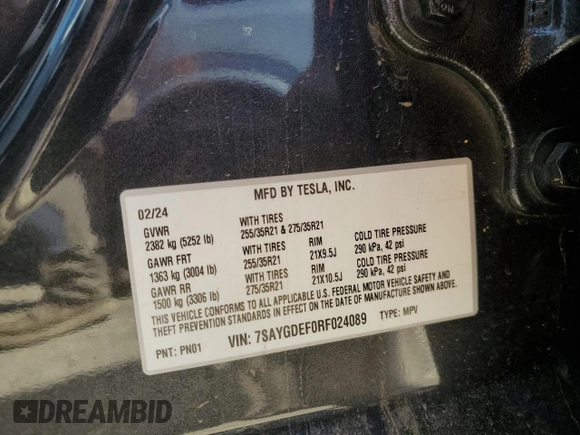 MFD BY TESLA, INC.
02/24
GVWR WITH TIRES
2382 kg (5252 lb) 255/35R21 & 275/35R21
GAWR FRT WITH TIRES RIM COLD TIRE PRESSURE
1363 kg (3004 lb) 255/35R21 21X9.5J 290 kPa, 42 psi
GAWR RR WITH TIRES RIM COLD TIRE PRESSURE
1500 kg (3306 lb) 275/35R21 21X10.5J 290 kPa, 42 psi
THIS VEHICLE CONFORMS TO ALL APPLICABLE U.S. FEDERAL MOTOR VEHICLE SAFETY AND
THEFT PREVENTION STANDARDS IN EFFECT ON THE DATE OF MANUFACTURE SHOWN ABOVE.
PNT: PN01 VIN: 7SAYGDEF0RF024089 TYPE: MPV
DREAMBID